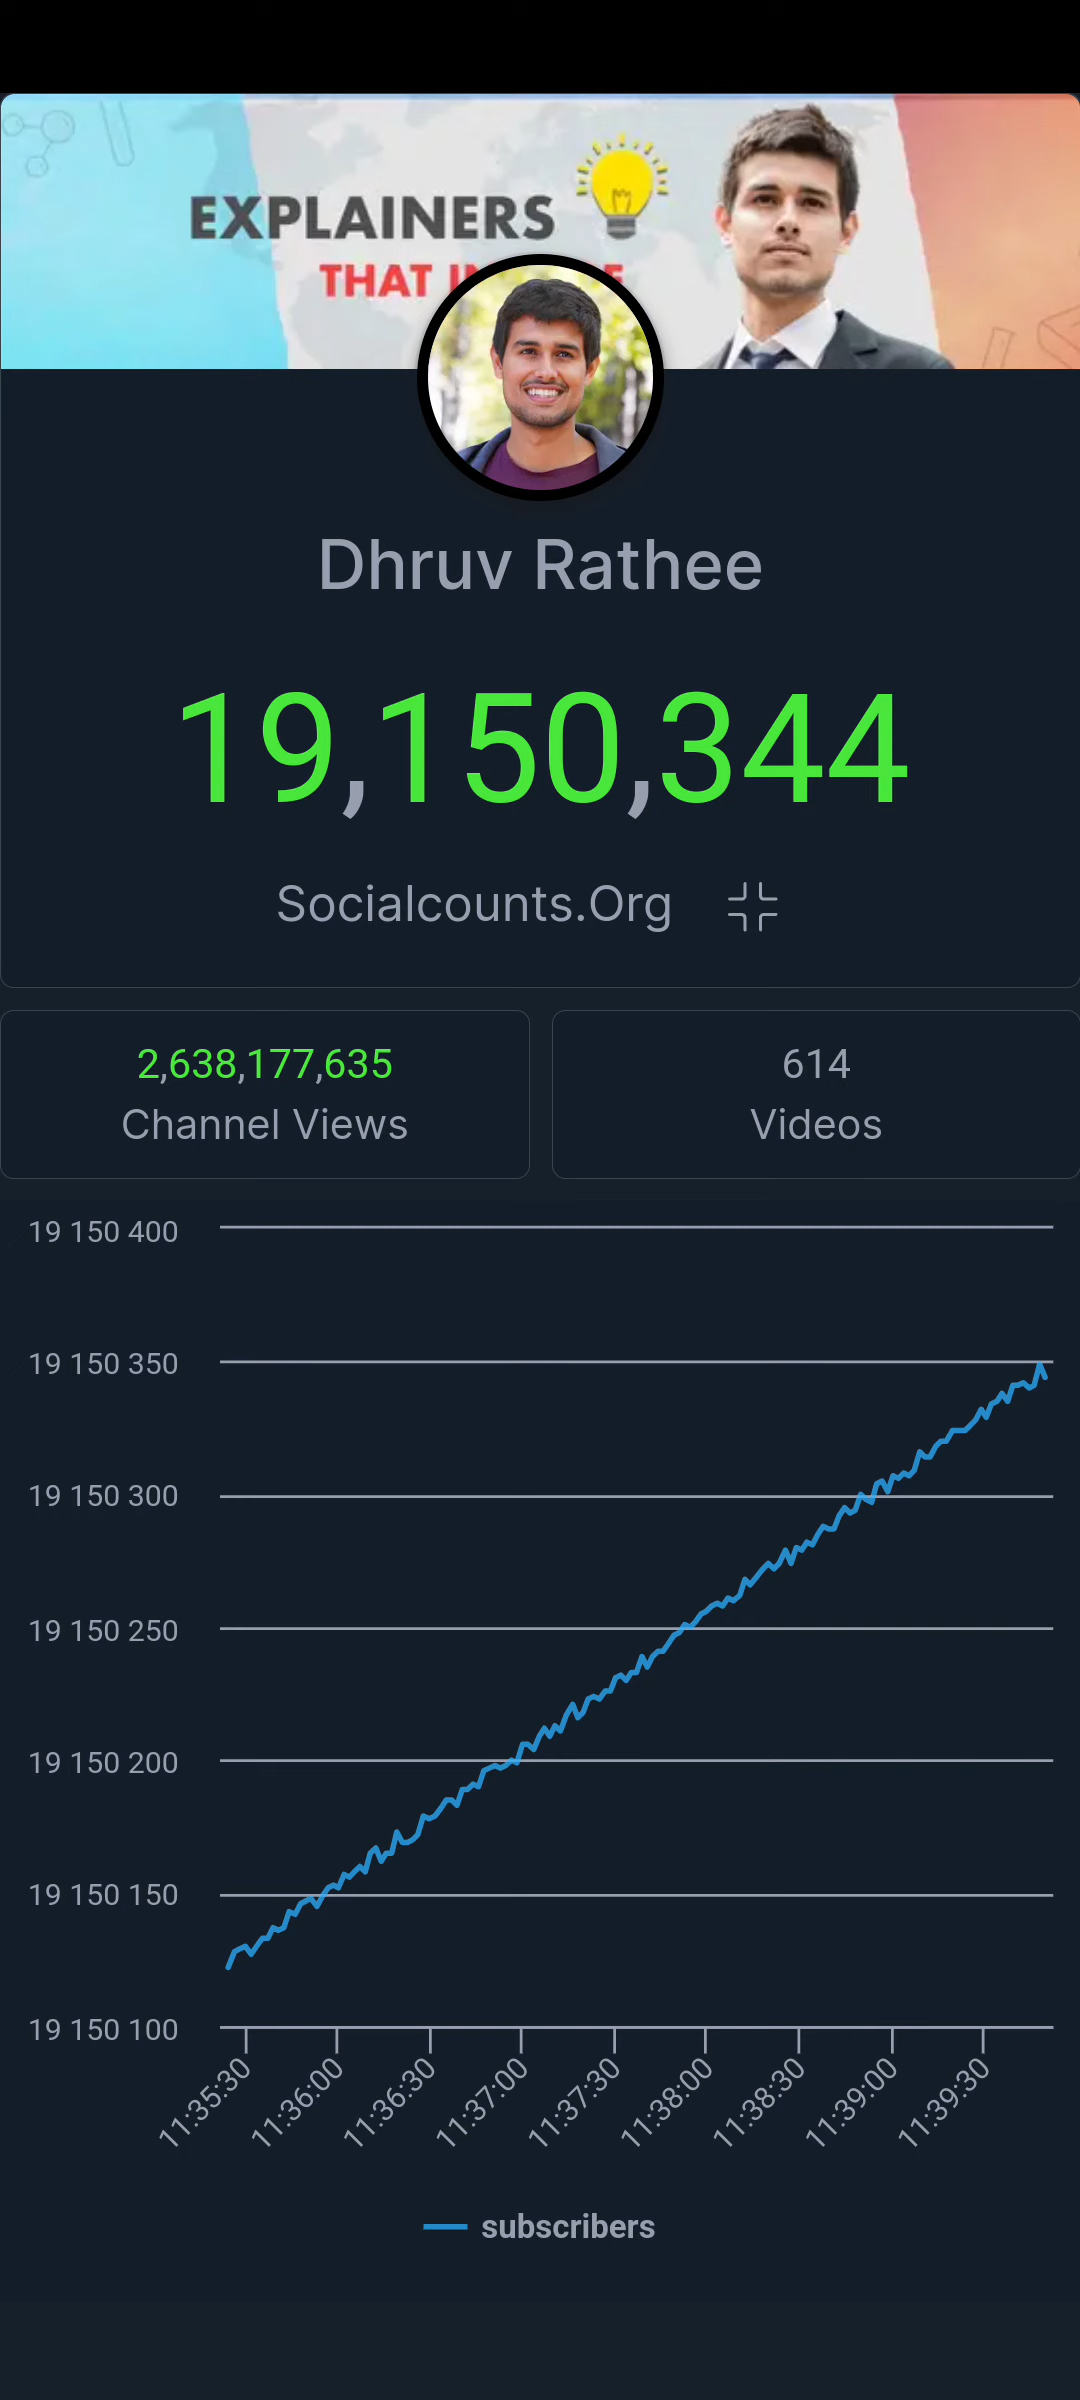 EXPLAINERS
THAT
Dhruv Rathee
19,150,344
Socialcounts.Org
2,638,177,635
Channel Views
614
Videos
19 150 400
19 150 350
19 150 300
19 150 250
19 150 200
19 150 150
19 150 100
11:35:30
11:36:00
11:36:30
11:37:00
11:37:30
11:38:00
11:38:30
11:39:00
11:39:30
subscribers